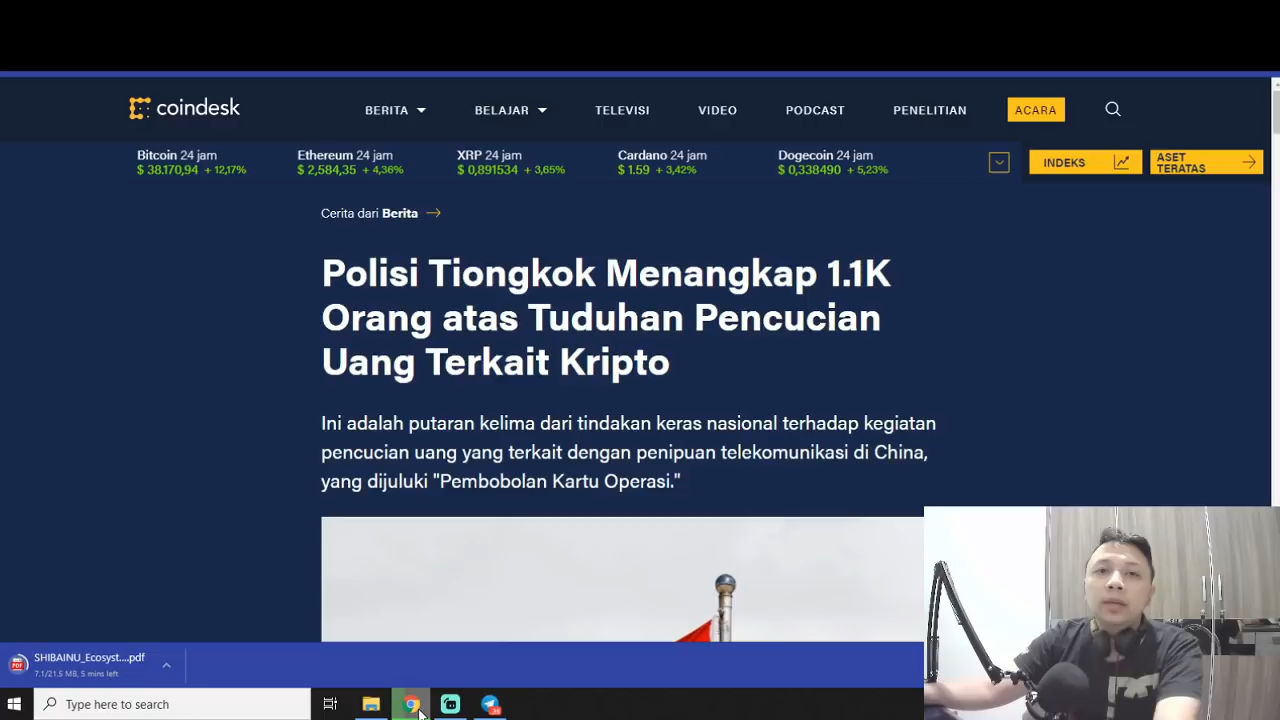 coindesk
BERITA
BELAJAR
TELEVISI
VIDEO
PODCAST
PENELITIAN
ACARA
Bitcoin 24 jam
$ 38.170,94 + 12,17%
Ethereum 24 jam
$ 2,584,35 + 4,36%
XRP 24 jam
$ 0,891534 + 3,65%
Cardano 24 jam
$ 1.59 + 3,42%
Dogecoin 24 jam
$ 0,338490 + 5,23%
INDEKS
ASET
TERATAS
Cerita dari Berita
Polisi Tiongkok Menangkap 1.1K
Orang atas Tuduhan Pencucian
Uang Terkait Kripto
Ini adalah putaran kelima dari tindakan keras nasional terhadap kegiatan
pencucian uang yang terkait dengan penipuan telekomunikasi di China,
yang dijuluki "Pembobolan Kartu Operasi."
PDF
SHIBAINU_Ecosyst....pdf
7.1/21.5 MB, 5 mins left
Type here to search